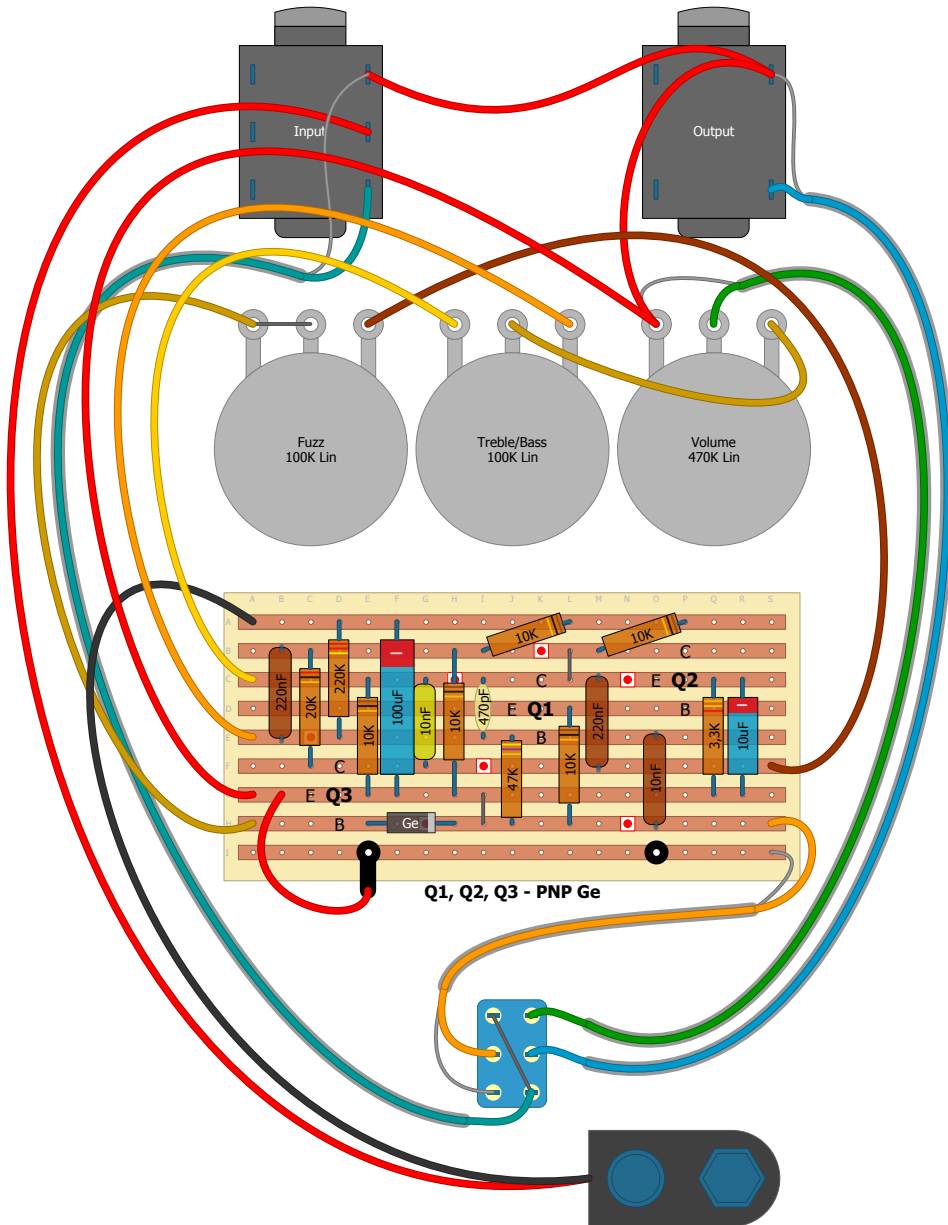 Input
Output
Fuzz
100K Lin
Treble/Bass
100K Lin
Volume
470K Lin
A B C D E F G H I J K L M N O P Q R S
A
10K
10K
B
C
220nF
220K
20K
C
C
E
Q2
100uF
10nF
10K
470pF
D
E
Q1
B
10K
220nF
3,3K
10uF
E
B
47K
10K
10nF
F
C
E
Q3
H
B
Ge
I
Q1, Q2, Q3 - PNP Ge